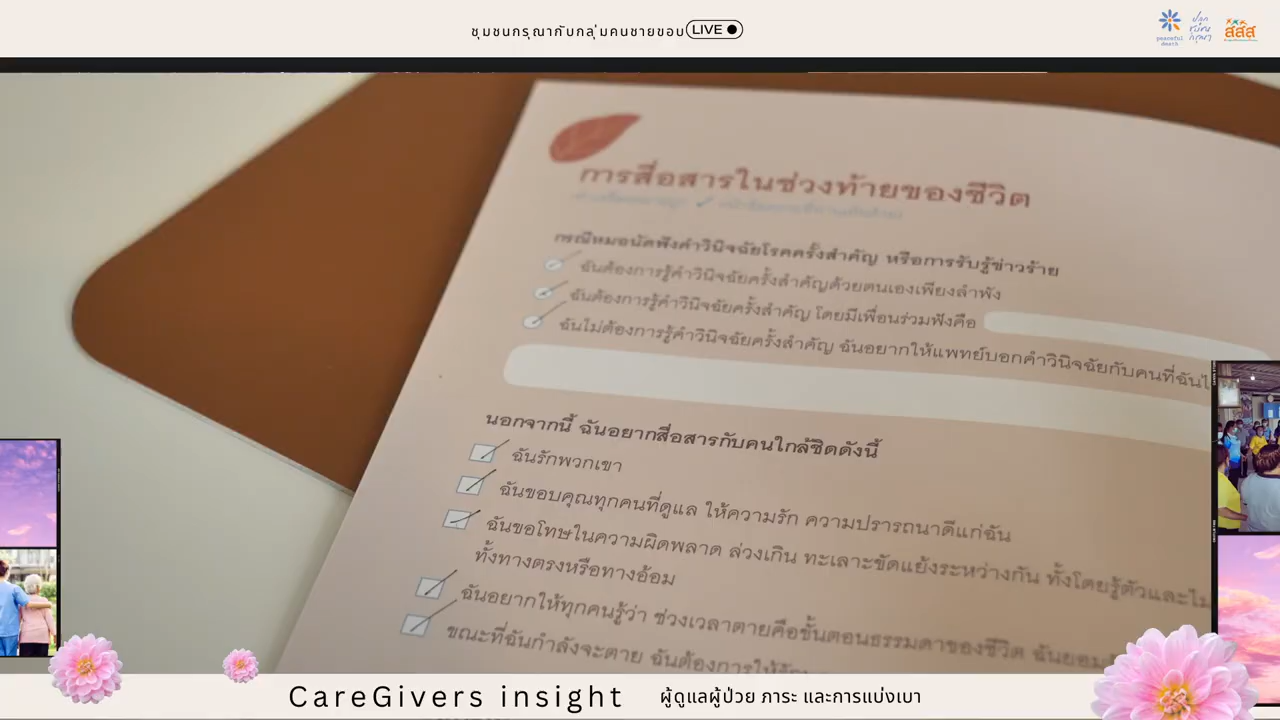 ชุมชนกรุณากับกลุ่มคนชายขอบ LIVE
peaceful death
ปลุก ชุมชน กรุณา
สสส
การสื่อสารในช่วงท้ายของชีวิต
กรณีหมอนัดฟังคำวินิจฉัยโรคครั้งสำคัญ หรือการรับรู้ข่าวร้าย
ฉันต้องการรู้คำวินิจฉัยครั้งสำคัญด้วยตนเองเพียงลำพัง
ฉันต้องการรู้คำวินิจฉัยครั้งสำคัญ โดยมีเพื่อนร่วมฟังคือ
ฉันไม่ต้องการรู้คำวินิจฉัยครั้งสำคัญ ฉันอยากให้แพทย์บอกคำวินิจฉัยกับคนที่ฉัน
นอกจากนี้ ฉันอยากสื่อสารกับคนใกล้ชิดดังนี้
ฉันรักพวกเขา
ฉันขอบคุณทุกคนที่ดูแล ให้ความรัก ความปรารถนาดีแก่ฉัน
ฉันขอโทษในความผิดพลาด ล่วงเกิน ทะเลาะขัดแย้งระหว่างกัน ทั้งโดยรู้ตัวและ
ทั้งทางตรงหรือทางอ้อม
ฉันอยากให้ทุกคนรู้ว่า ช่วงเวลาตายคือขั้นตอนธรรมดาของชีวิต ฉันยอม
ขณะที่ฉันกำลังจะตาย ฉันต้องการให้
CareGivers insight ผู้ดูแลผู้ป่วย ภาระ และการแบ่งเบา